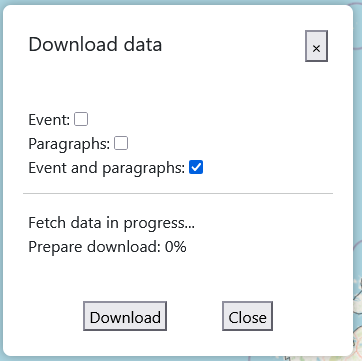 Download data
×
Event:
Paragraphs:
Event and paragraphs:
Fetch data in progress...
Prepare download: 0%
Download
Close